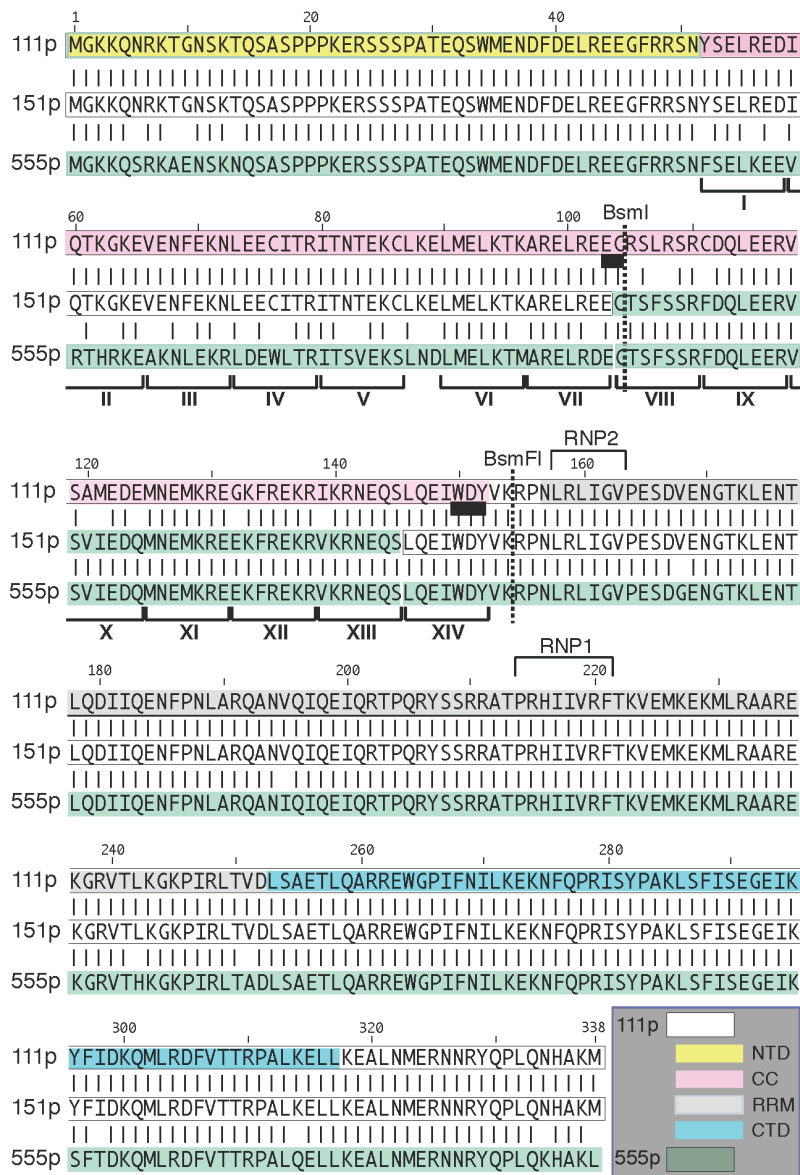 1 20 40
111p MGKKQNRKTGNSKTQSASPPPKERSSSPATEQSWMENDFDELREEGFRRSNYSELREDI
151p MGKKQNRKTGNSKTQSASPPPKERSSSPATEQSWMENDFDELREEGFRRSNYSELREDI
555p MGKKQSRKAENSKNQSASPPPKERSSSPATEQSWMENDFDELREEGFRRSNFSELKEEV
I
60 80 100 BsmI
111p QTKGKEVENFEKNLEECITRITNTEKCLKELMELKTKARELREECRSLRSRCDQLEERV
151p QTKGKEVENFEKNLEECITRITNTEKCLKELMELKTKARELREECTSFSSRFDQLEERV
555p RTHRKEAKNLEKRLDEWLTRITSVEKSLNDLMELKTMARELRDECTSFSSRFDQLEERV
II III IV V VI VII VIII IX
RNP2
120 140 BsmFI 160
111p SAMEDEMNEMKREGKFREKRIKRNEQSLQEIWDYVKRPNLRLIGVPESDVENGTKLENT
151p SVIEDQMNEMKREEKFREKRVKRNEQSLQEIWDYVKRPNLRLIGVPESDVENGTKLENT
555p SVIEDQMNEMKREEKFREKRVKRNEQSLQEIWDYVKRPNLRLIGVPESDGENGTKLENT
X XI XII XIII XIV
RNP1
180 200 220
111p LQDIIQENFPNLARQANVQIQEIQRTPQRYSSRRATPRHIIVRFTKVEMKEKMLRAARE
151p LQDIIQENFPNLARQANVQIQEIQRTPQRYSSRRATPRHIIVRFTKVEMKEKMLRAARE
555p LQDIIQENFPNLARQANIQIQEIQRTPQRYSSRRATPRHIIVRFTKVEMKEKMLRAARE
240 260 280
111p KGRVTLKGKPIRLTVDLSAETLQARREWGPIFNILKEKNFQPRISYPAKLSFISEGEIK
151p KGRVTLKGKPIRLTVDLSAETLQARREWGPIFNILKEKNFQPRISYPAKLSFISEGEIK
555p KGRVTHKGKPIRLTADLSAETLQARREWGPIFNILKEKNFQPRISYPAKLSFISEGEIK
300 320 338
111p YFIDKQMLRDFVTTRPALKELLKEALNMERNNRYQPLQNHAKM
151p YFIDKQMLRDFVTTRPALKELLKEALNMERNNRYQPLQNHAKM
555p SFTDKQMLRDFVTTRPALQELLKEALNMERNNRYQPLQKHAKL
111p
NTD
CC
RRM
CTD
555p